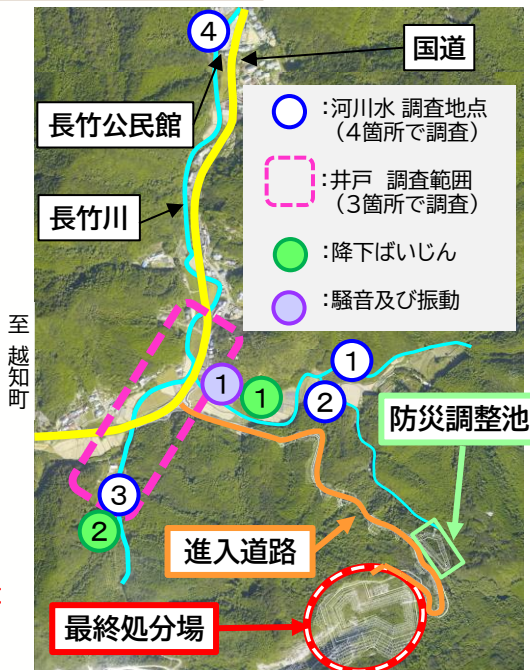 4
国道
長竹公民館
長竹川
:河川水 調査地点
(4箇所で調査)
:井戸 調査範囲
(3箇所で調査)
:降下ばいじん
:騒音及び振動
至 越知町
1
1
1
2
防災調整池
3
2
進入道路
最終処分場